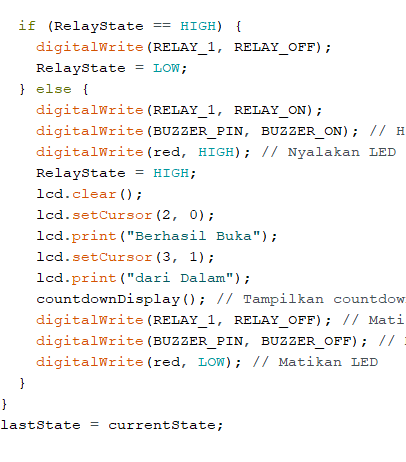 if (RelayState == HIGH) {
digitalWrite(RELAY_1, RELAY_OFF);
RelayState = LOW;
} else {
digitalWrite(RELAY_1, RELAY_ON);
digitalWrite(BUZZER_PIN, BUZZER_ON); // H
digitalWrite(red, HIGH); // Nyalakan LED
RelayState = HIGH;
lcd.clear();
lcd.setCursor(2, 0);
lcd.print("Berhasil Buka");
lcd.setCursor(3, 1);
lcd.print("dari Dalam");
countdownDisplay(); // Tampilkan countdow
digitalWrite(RELAY_1, RELAY_OFF); // Mati
digitalWrite(BUZZER_PIN, BUZZER_OFF); //
digitalWrite(red, LOW); // Matikan LED
}
}
lastState = currentState;